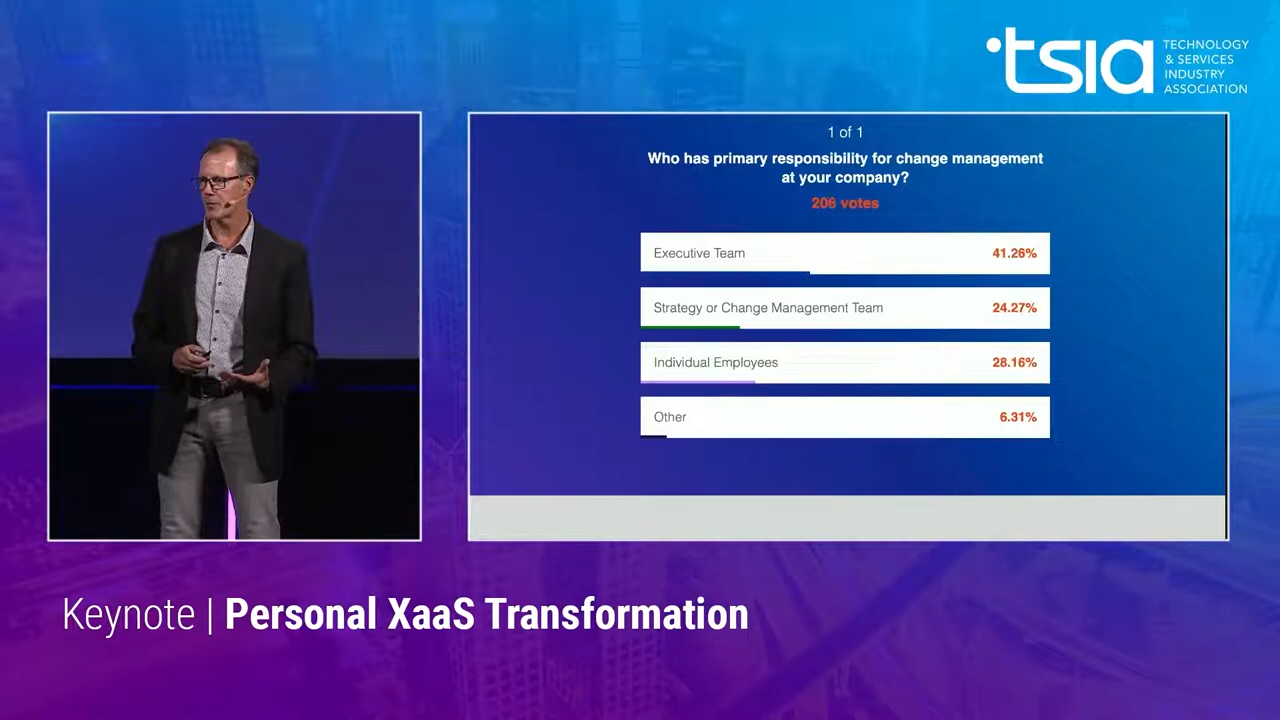 tsia
TECHNOLOGY
& SERVICES
INDUSTRY
ASSOCIATION
1 of 1
Who has primary responsibility for change management
at your company?
206 votes
Executive Team 41.26%
Strategy or Change Management Team 24.27%
Individual Employees 28.16%
Other 6.31%
Keynote | Personal XaaS Transformation